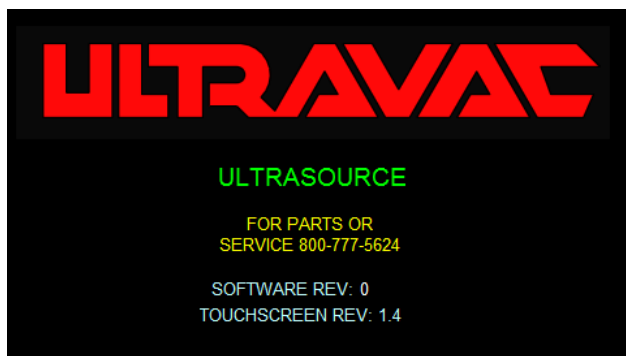 ULTRAVAC
ULTRASOURCE
FOR PARTS OR
SERVICE 800-777-5624
SOFTWARE REV: 0
TOUCHSCREEN REV: 1.4